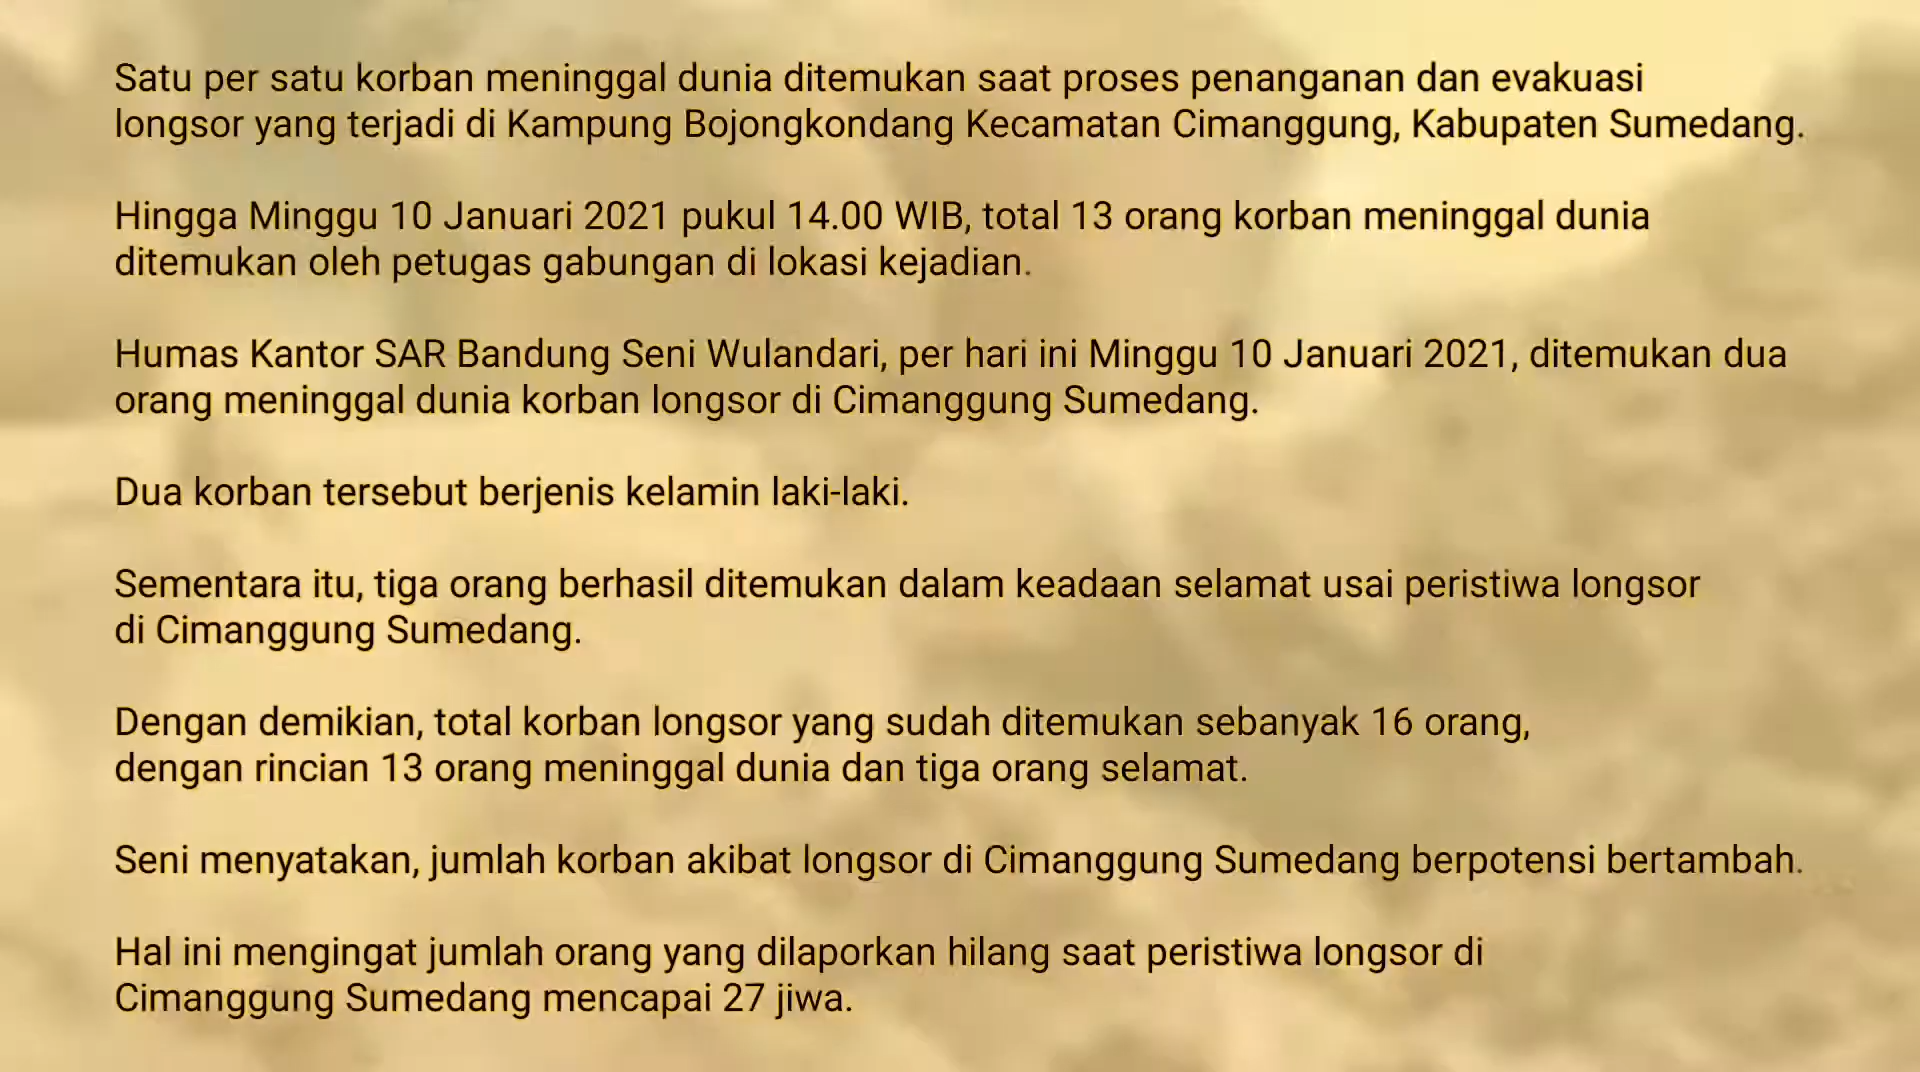 Satu per satu korban meninggal dunia ditemukan saat proses penanganan dan evakuasi
longsor yang terjadi di Kampung Bojongkondang Kecamatan Cimanggung, Kabupaten Sumedang.
Hingga Minggu 10 Januari 2021 pukul 14.00 WIB, total 13 orang korban meninggal dunia
ditemukan oleh petugas gabungan di lokasi kejadian.
Humas Kantor SAR Bandung Seni Wulandari, per hari ini Minggu 10 Januari 2021, ditemukan dua
orang meninggal dunia korban longsor di Cimanggung Sumedang.
Dua korban tersebut berjenis kelamin laki-laki.
Sementara itu, tiga orang berhasil ditemukan dalam keadaan selamat usai peristiwa longsor
di Cimanggung Sumedang.
Dengan demikian, total korban longsor yang sudah ditemukan sebanyak 16 orang,
dengan rincian 13 orang meninggal dunia dan tiga orang selamat.
Seni menyatakan, jumlah korban akibat longsor di Cimanggung Sumedang berpotensi bertambah.
Hal ini mengingat jumlah orang yang dilaporkan hilang saat peristiwa longsor di
Cimanggung Sumedang mencapai 27 jiwa.